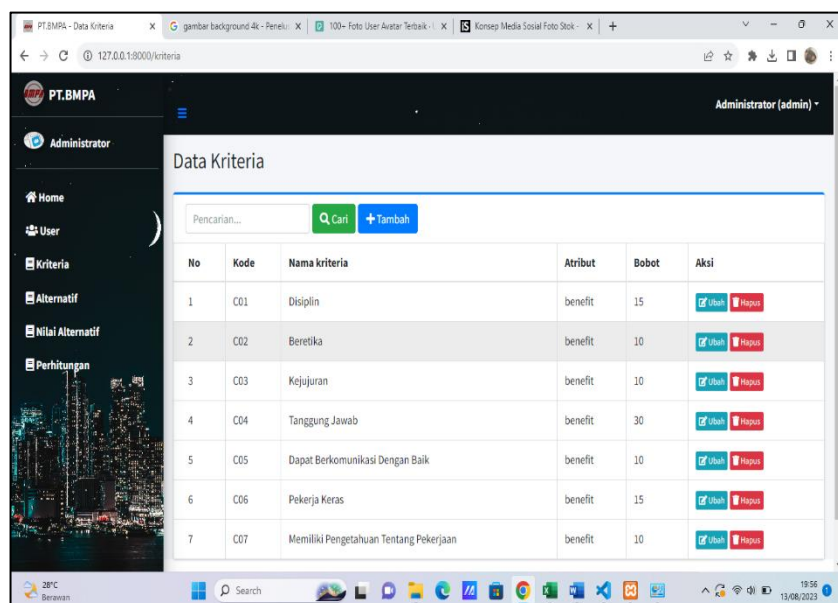 PT.BMPA - Data Kriteria
gambar background 4k - Penelu
100+ Foto User Avatar Terbaik -
Konsep Media Sosial Foto Stok -
127.0.0.1:8000/kriteria
BMPA PT.BMPA
Administrator (admin)
Administrator
Data Kriteria
Home
User
Kriteria
Alternatif
Nilai Alternatif
Perhitungan
Pencarian... Cari Tambah
No Kode Nama kriteria Atribut Bobot Aksi
1 C01 Disiplin benefit 15 Ubah Hapus
2 C02 Beretika benefit 10 Ubah Hapus
3 C03 Kejujuran benefit 10 Ubah Hapus
4 C04 Tanggung Jawab benefit 30 Ubah Hapus
5 C05 Dapat Berkomunikasi Dengan Baik benefit 10 Ubah Hapus
6 C06 Pekerja Keras benefit 15 Ubah Hapus
7 C07 Memiliki Pengetahuan Tentang Pekerjaan benefit 10 Ubah Hapus
28°C
Berawan
Search
19:56
13/08/2023